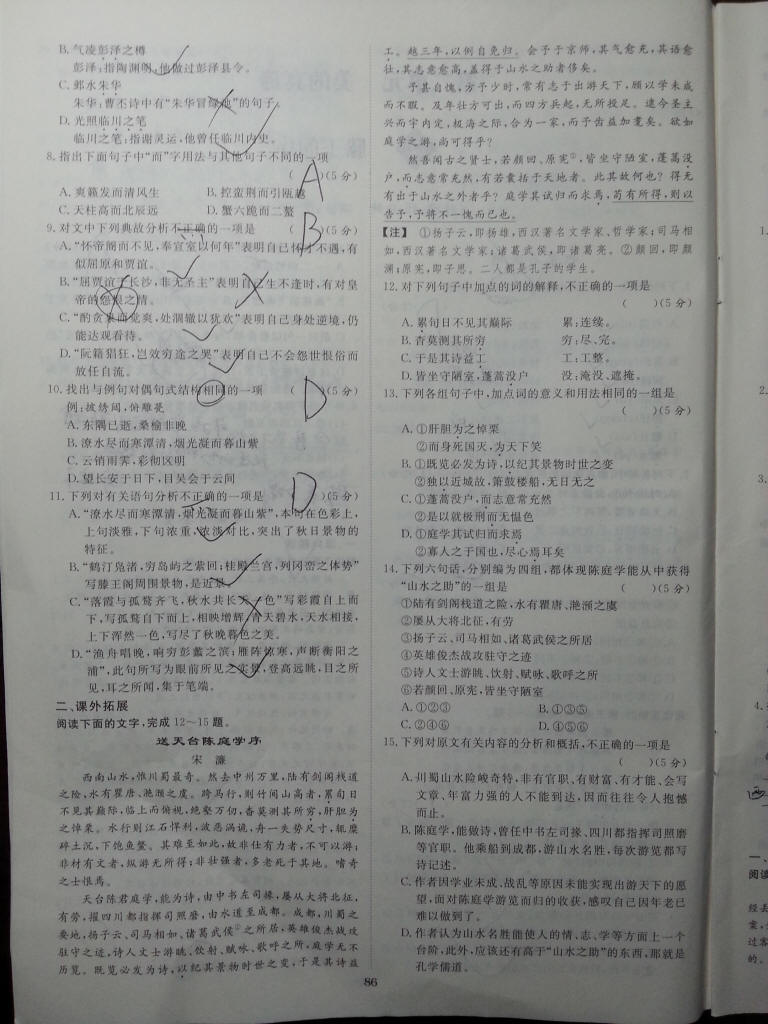 B. 气凌彭泽之樽
彭泽:指陶渊明,他做过彭泽县令。
C. 邺水朱华
朱华:曹丕诗中有“朱华冒绿池”的句子。
D. 光照临川之笔
临川之笔:指谢灵运,他曾任临川内史。
8. 指出下面句子中“而”字用法与其他句子不同的一项
A ( )(5分)
A. 爽籁发而清风生 B. 控蛮荆而引瓯越
C. 天柱高而北辰远 D. 蟹六跪而二螯
9. 对文中下列典故分析不正确的一项是 ( B )(5分)
A. “怀帝阍而不见,奉宣室以何年”表明自己怀才不遇,有
似屈原和贾谊。
B. “屈贾谊于长沙,非无圣主”表明自己生不逢时,有对皇
帝的怨恨之情。
C. “酌贪泉而觉爽,处涸辙以犹欢”表明自己身处逆境,仍
能达观看待。
D. “阮籍猖狂,岂效穷途之哭”表明自己不会怨世恨俗而
放任自流。
10. 找出与例句对偶句式结构相同的一项 ( D )(5分)
例:披绣闼,俯雕甍
A. 东隅已逝,桑榆非晚
B. 潦水尽而寒潭清,烟光凝而暮山紫
C. 云销雨霁,彩彻区明
D. 望长安于日下,目吴会于云间
11. 下列对有关语句分析不正确的一项是 ( D )(5分)
A. “潦水尽而寒潭清,烟光凝而暮山紫”,本句在色彩上,
上句淡雅,下句浓重,浓淡对比,突出了秋日景物的
特征。
B. “鹤汀凫渚,穷岛屿之萦回;桂殿兰宫,列冈峦之体势”
写滕王阁周围景物,是近景。
C. “落霞与孤鹜齐飞,秋水共长天一色”写彩霞自上而
下,写孤鹜自下而上,相映增辉,青天碧水,天水相接,
上下浑然一色,写尽了秋晚暮色之美。
D. “渔舟唱晚,响穷彭蠡之滨;雁阵惊寒,声断衡阳之
浦”,此句所写为眼前所见之实景,登高远眺,目之所
见,耳之所闻,集于笔端。
二、课外拓展
阅读下面的文字,完成12～15题。
送天台陈庭学序
宋 濂
西南山水,惟川蜀最奇。然去中州万里,陆有剑阁栈道
之险,水有瞿唐、滟滪之虞。跨马行,则竹间山高者,累旬日
不见其巅际,临上而俯视,绝壑万仞,杳莫测其所穷,肝胆为
之悼栗。水行则江石悍利,波恶涡诡,舟一失势尺寸,辄糜
碎土沉,下饱鱼鳖。其难至如此,故非仕有力者,不可以游;
非材有文者,纵游无所得;非壮强者,多老死于其地。嗜奇
之士恨焉。
天台陈君庭学,能为诗,由中书左司掾,屡从大将北征,
有劳,擢四川都指挥司照磨,由水道至成都。成都,川蜀之
要地,扬子云、司马相如、诸葛武侯①之所居,英雄俊杰战攻
驻守之迹,诗人文士游眺、饮射、赋咏、歌呼之所,庭学无不
历览。既览必发为诗,以纪其景物时世之变,于是其诗益
工。越三年,以例自免归。会予于京师,其气愈充,其语愈
壮,其志意愈高,盖得于山水之助者侈矣。
予甚自愧,方予少时,常有志于出游天下,顾以学未成
而不暇。及年壮方可出,而四方兵起,无所投足。逮今圣主
兴而宇内定,极海之际,合为一家,而予齿益加耄矣。欲如
庭学之游,尚可得乎?
然吾闻古之贤士,若颜回、原宪②,皆坐守陋室,蓬蒿没
户,而志意常充然,有若囊括于天地者。此其故何也?得无
有出于山水之外者乎?庭学其试归而求焉,苟有所得,则以
告予,予将不一愧而已也。
【注】 ①扬子云,即扬雄,西汉著名文学家、哲学家;司马相
如,西汉著名文学家;诸葛武侯,即诸葛亮。②颜回,即颜
渊;原宪,即子思。二人都是孔子的学生。
12. 对下列句子中加点的词的解释,不正确的一项是
( )(5分)
A. 累旬日不见其巅际 累:连续。
B. 杳莫测其所穷 穷:尽、完。
C. 于是其诗益工 工:工整。
D. 皆坐守陋室,蓬蒿没户 没:淹没、遮掩。
13. 下列各组句子中,加点词的意义和用法相同的一组是
( )(5分)
A. ①肝胆为之悼栗
②而身死国灭,为天下笑
B. ①既览必发为诗,以纪其景物时世之变
②独以近城故,箫鼓楼船,无日无之
C. ①蓬蒿没户,而志意常充然
②是以就极刑而无愠色
D. ①庭学其试归而求焉
②寡人之于国也,尽心焉耳矣
14. 下列六句话,分别编为四组,都体现陈庭学能从中获得
“山水之助”的一组是 ( )(5分)
①陆有剑阁栈道之险,水有瞿唐、滟滪之虞
②屡从大将北征,有劳
③扬子云、司马相如、诸葛武侯之所居
④英雄俊杰战攻驻守之迹
⑤诗人文士游眺、饮射、赋咏、歌呼之所
⑥若颜回、原宪,皆坐守陋室
A. ①②③ B. ①③⑤
C. ②④⑥ D. ④⑤⑥
15. 下列对原文有关内容的分析和概括,不正确的一项是
( )(5分)
A. 川蜀山水险峻奇特,非有官职、有财富、有才能、会写
文章、年富力强的人不能到达,因而往往令人抱憾
而止。
B. 陈庭学,能做诗,曾任中书左司掾、四川都指挥司照磨
等官职。他乘船到成都,游山水名胜,每次游览都写
诗记述。
C. 作者因学业未成、战乱等原因未能实现出游天下的愿
望,面对陈庭学游览而归的收获,感叹自己因年老已
难以做到了。
D. 作者认为山水名胜能使人的情、志、学等方面上一个
台阶,此外,应该还有高于“山水之助”的东西,那就是
孔学儒道。
86